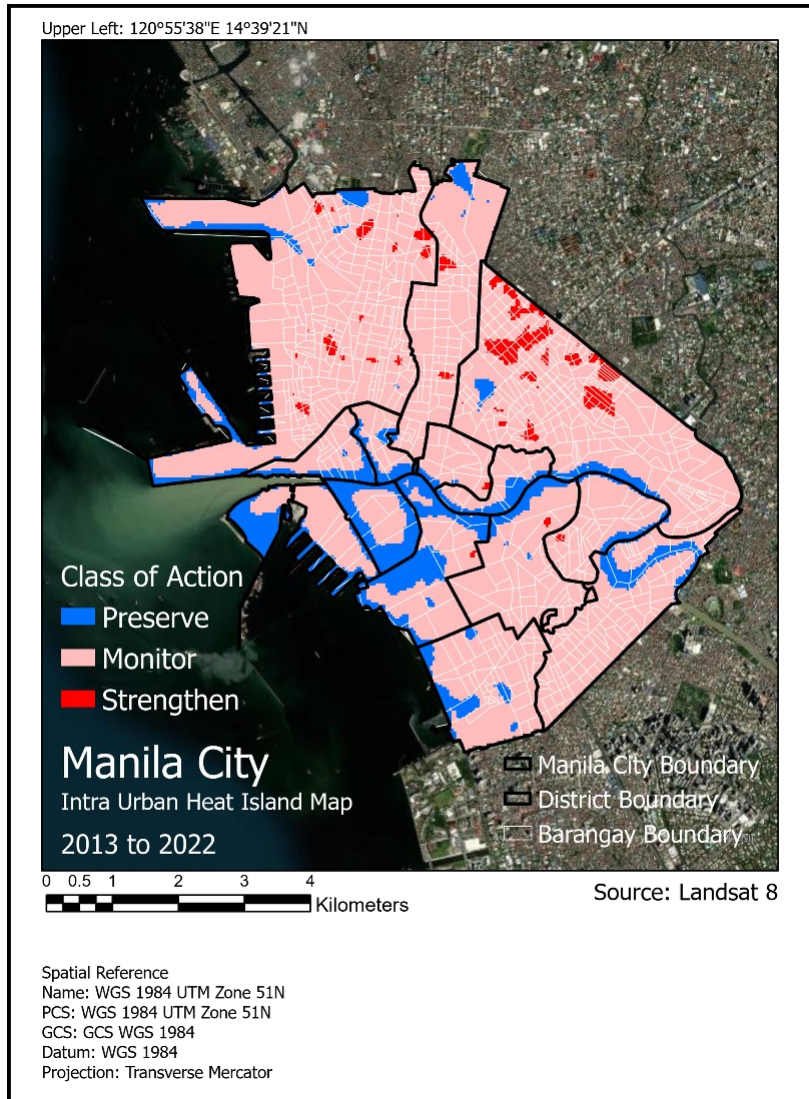 Upper Left: 120°55'38"E 14°39'21"N
Class of Action
Preserve
Monitor
Strengthen
Manila City
Intra Urban Heat Island Map
2013 to 2022
Manila City Boundary
District Boundary
Barangay Boundary
0 0.5 1 2 3 4
Kilometers
Source: Landsat 8
Spatial Reference
Name: WGS 1984 UTM Zone 51N
PCS: WGS 1984 UTM Zone 51N
GCS: GCS WGS 1984
Datum: WGS 1984
Projection: Transverse Mercator